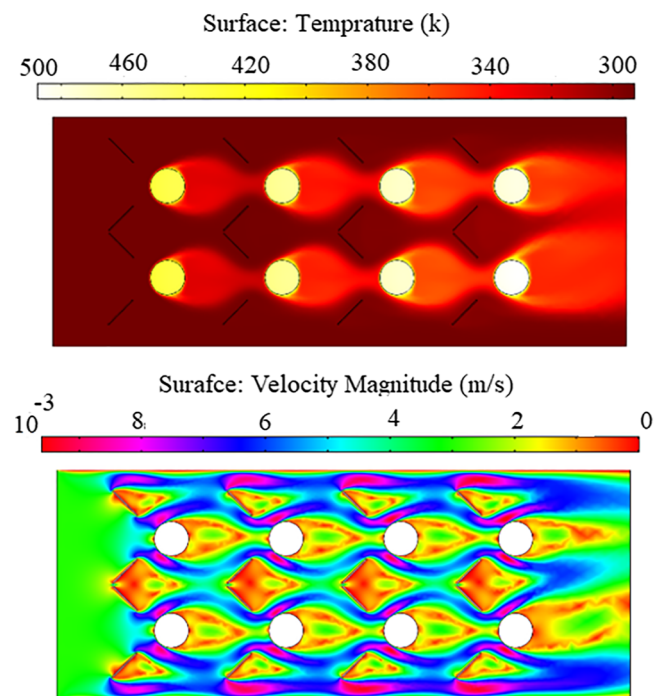 Surface: Temprature (k)
500 460 420 380 340 300
Surafce: Velocity Magnitude (m/s)
10 -3 8 6 4 2 0